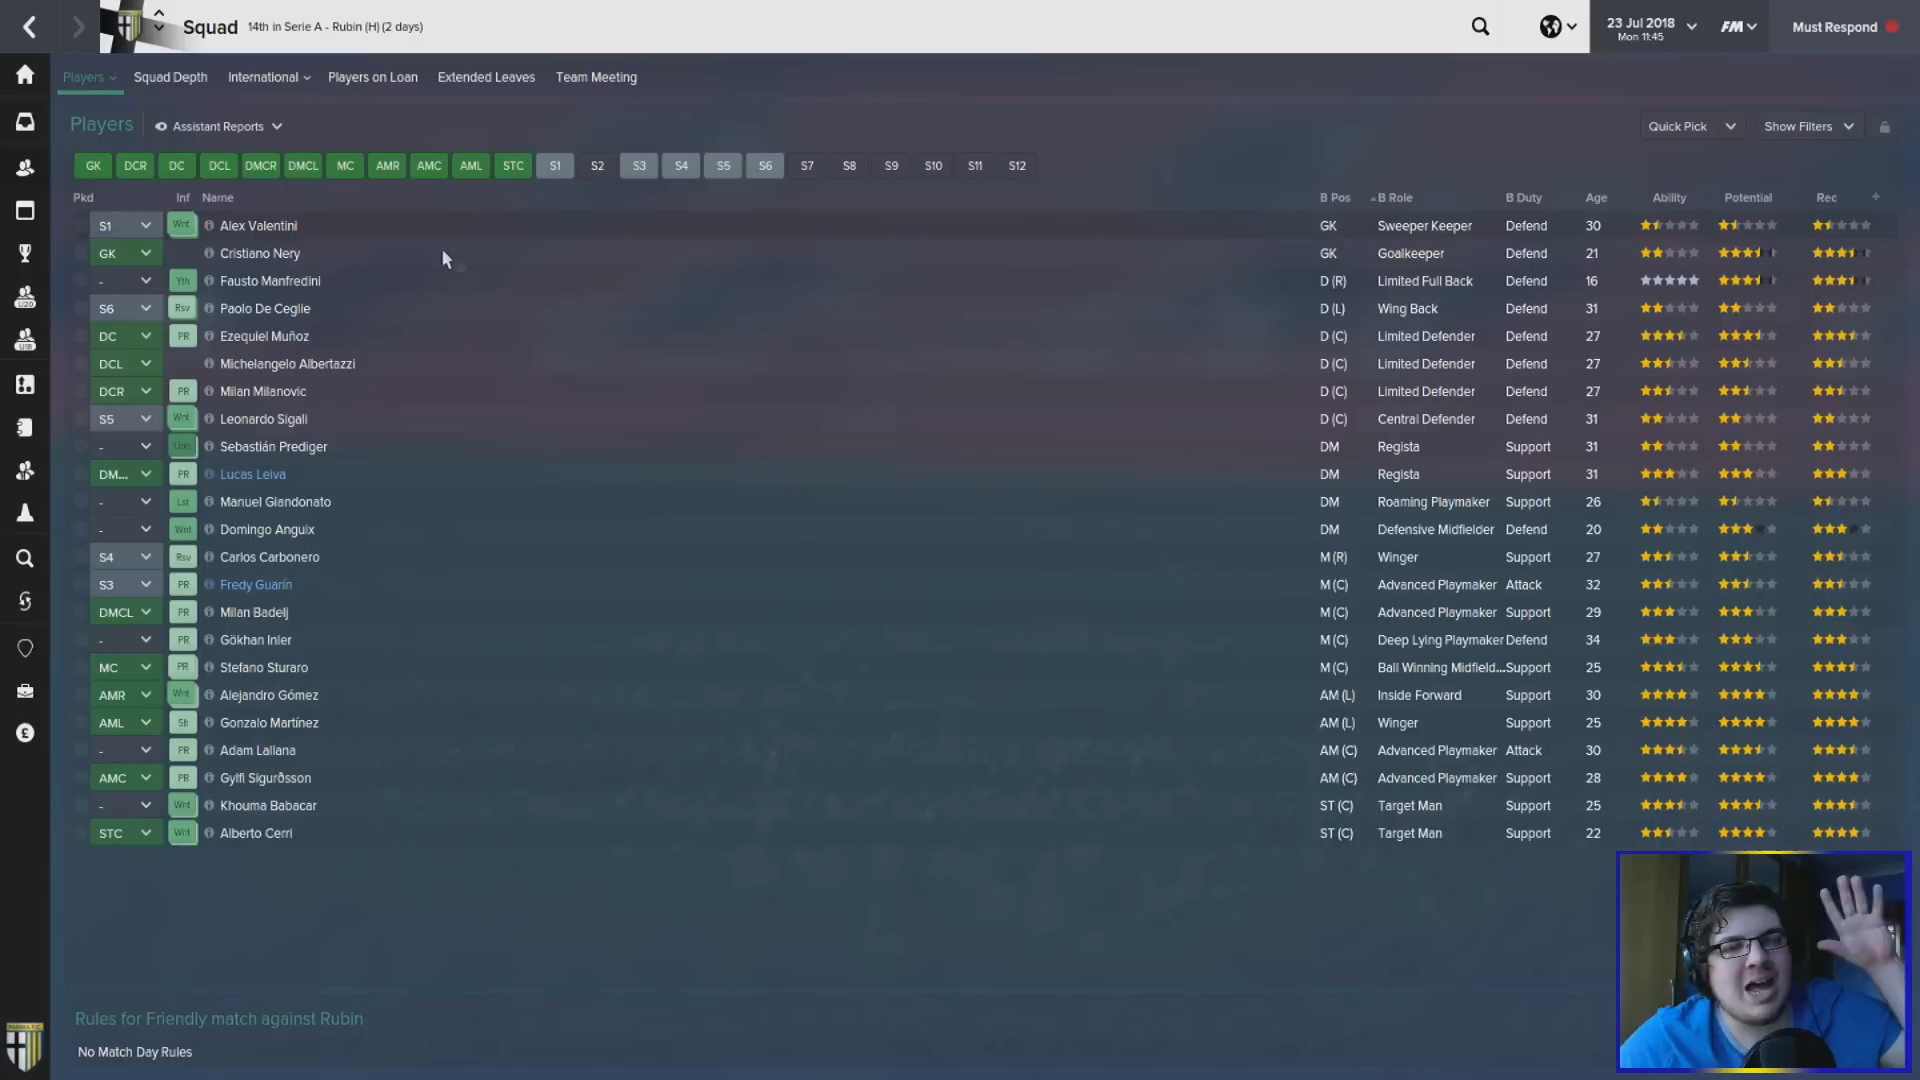 Squad 14th in Serie A - Rubin (H) (2 days)
23 Jul 2018
Mon 11:45
FM
Must Respond
Players Squad Depth International Players on Loan Extended Leaves Team Meeting
Players Assistant Reports Quick Pick Show Filters
GK DCR DC DCL DMCR DMCL MC AMR AMC AML STC S1 S2 S3 S4 S5 S6 S7 S8 S9 S10 S11 S12
Pkd Inf Name B Pos B Role B Duty Age Ability Potential Rec +
S1 Wnt Alex Valentini GK Sweeper Keeper Defend 30
GK Cristiano Nery GK Goalkeeper Defend 21
- Yth Fausto Manfredini D (R) Limited Full Back Defend 16
S6 Rsv Paolo De Ceglie D (L) Wing Back Defend 31
DC PR Ezequiel Muñoz D (C) Limited Defender Defend 27
DCL Michelangelo Albertazzi D (C) Limited Defender Defend 27
DCR PR Milan Milanovic D (C) Limited Defender Defend 27
S5 Wnt Leonardo Sigali D (C) Central Defender Defend 31
- Unh Sebastián Prediger DM Regista Support 31
DM... PR Lucas Leiva DM Regista Support 31
- Lst Manuel Giandonato DM Roaming Playmaker Support 26
- Wnt Domingo Anguix DM Defensive Midfielder Defend 20
S4 Rsv Carlos Carbonero M (R) Winger Support 27
S3 PR Fredy Guarín M (C) Advanced Playmaker Attack 32
DMCL PR Milan Badelj M (C) Advanced Playmaker Support 29
- PR Gökhan Inler M (C) Deep Lying Playmaker Defend 34
MC PR Stefano Sturaro M (C) Ball Winning Midfield... Support 25
AMR Wnt Alejandro Gómez AM (L) Inside Forward Support 30
AML Slt Gonzalo Martínez AM (L) Winger Support 25
- PR Adam Lallana AM (C) Advanced Playmaker Attack 30
AMC PR Gylfi Sigurðsson AM (C) Advanced Playmaker Support 28
- Wnt Khouma Babacar ST (C) Target Man Support 25
STC Wnt Alberto Cerri ST (C) Target Man Support 22
Rules for Friendly match against Rubin
No Match Day Rules